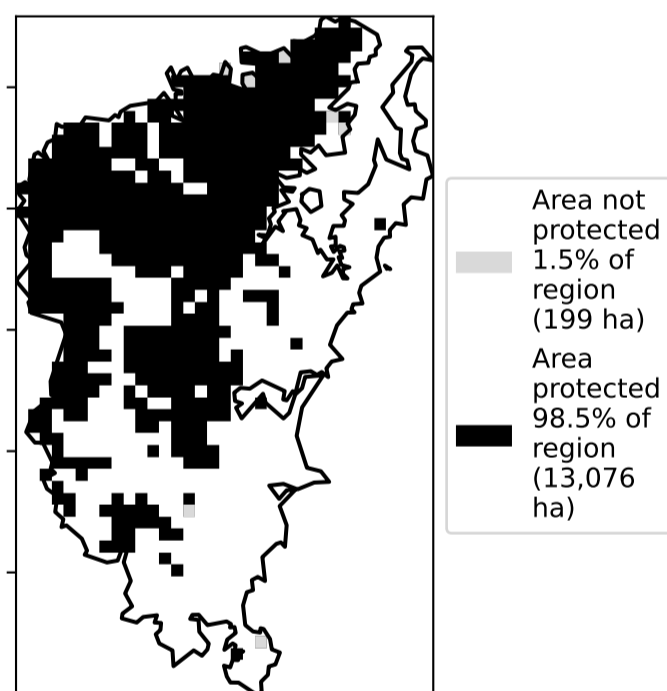 Area not
protected
1.5% of
region
(199 ha)
Area
protected
98.5% of
region
(13,076
ha)